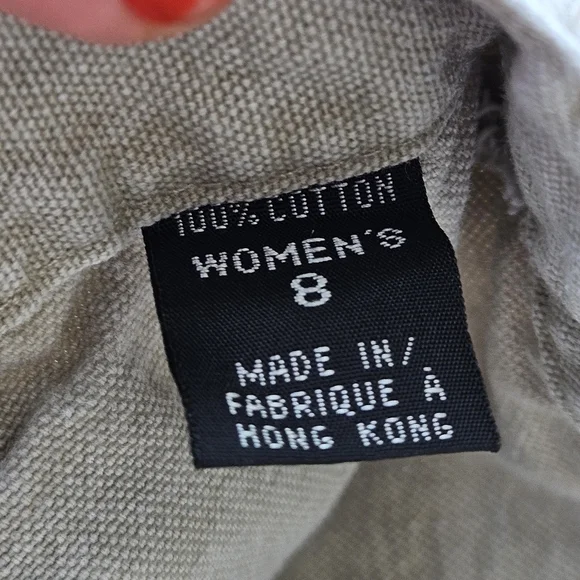 100% COTTON
WOMEN'S
8
MADE IN/
FABRIQUE À
HONG KONG